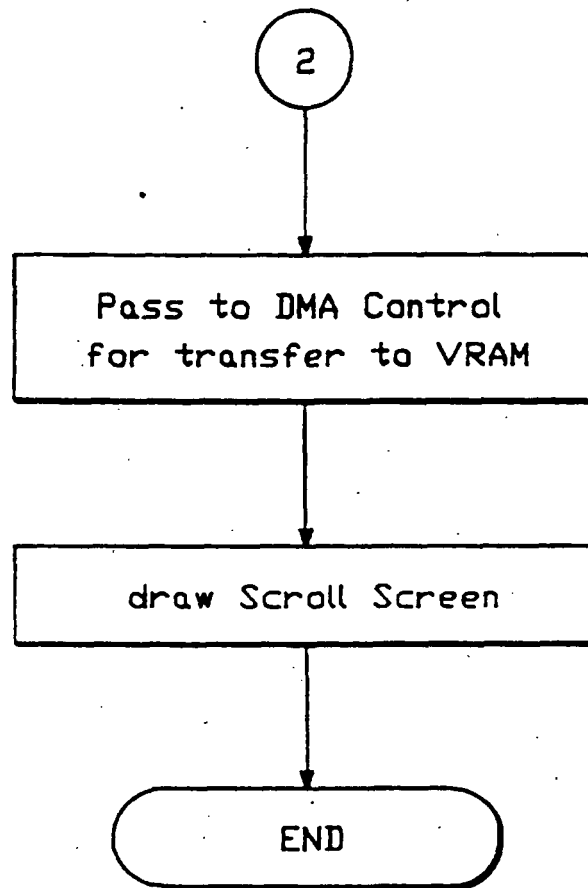 2
Pass to DMA Control
for transfer to VRAM
draw Scroll Screen
END